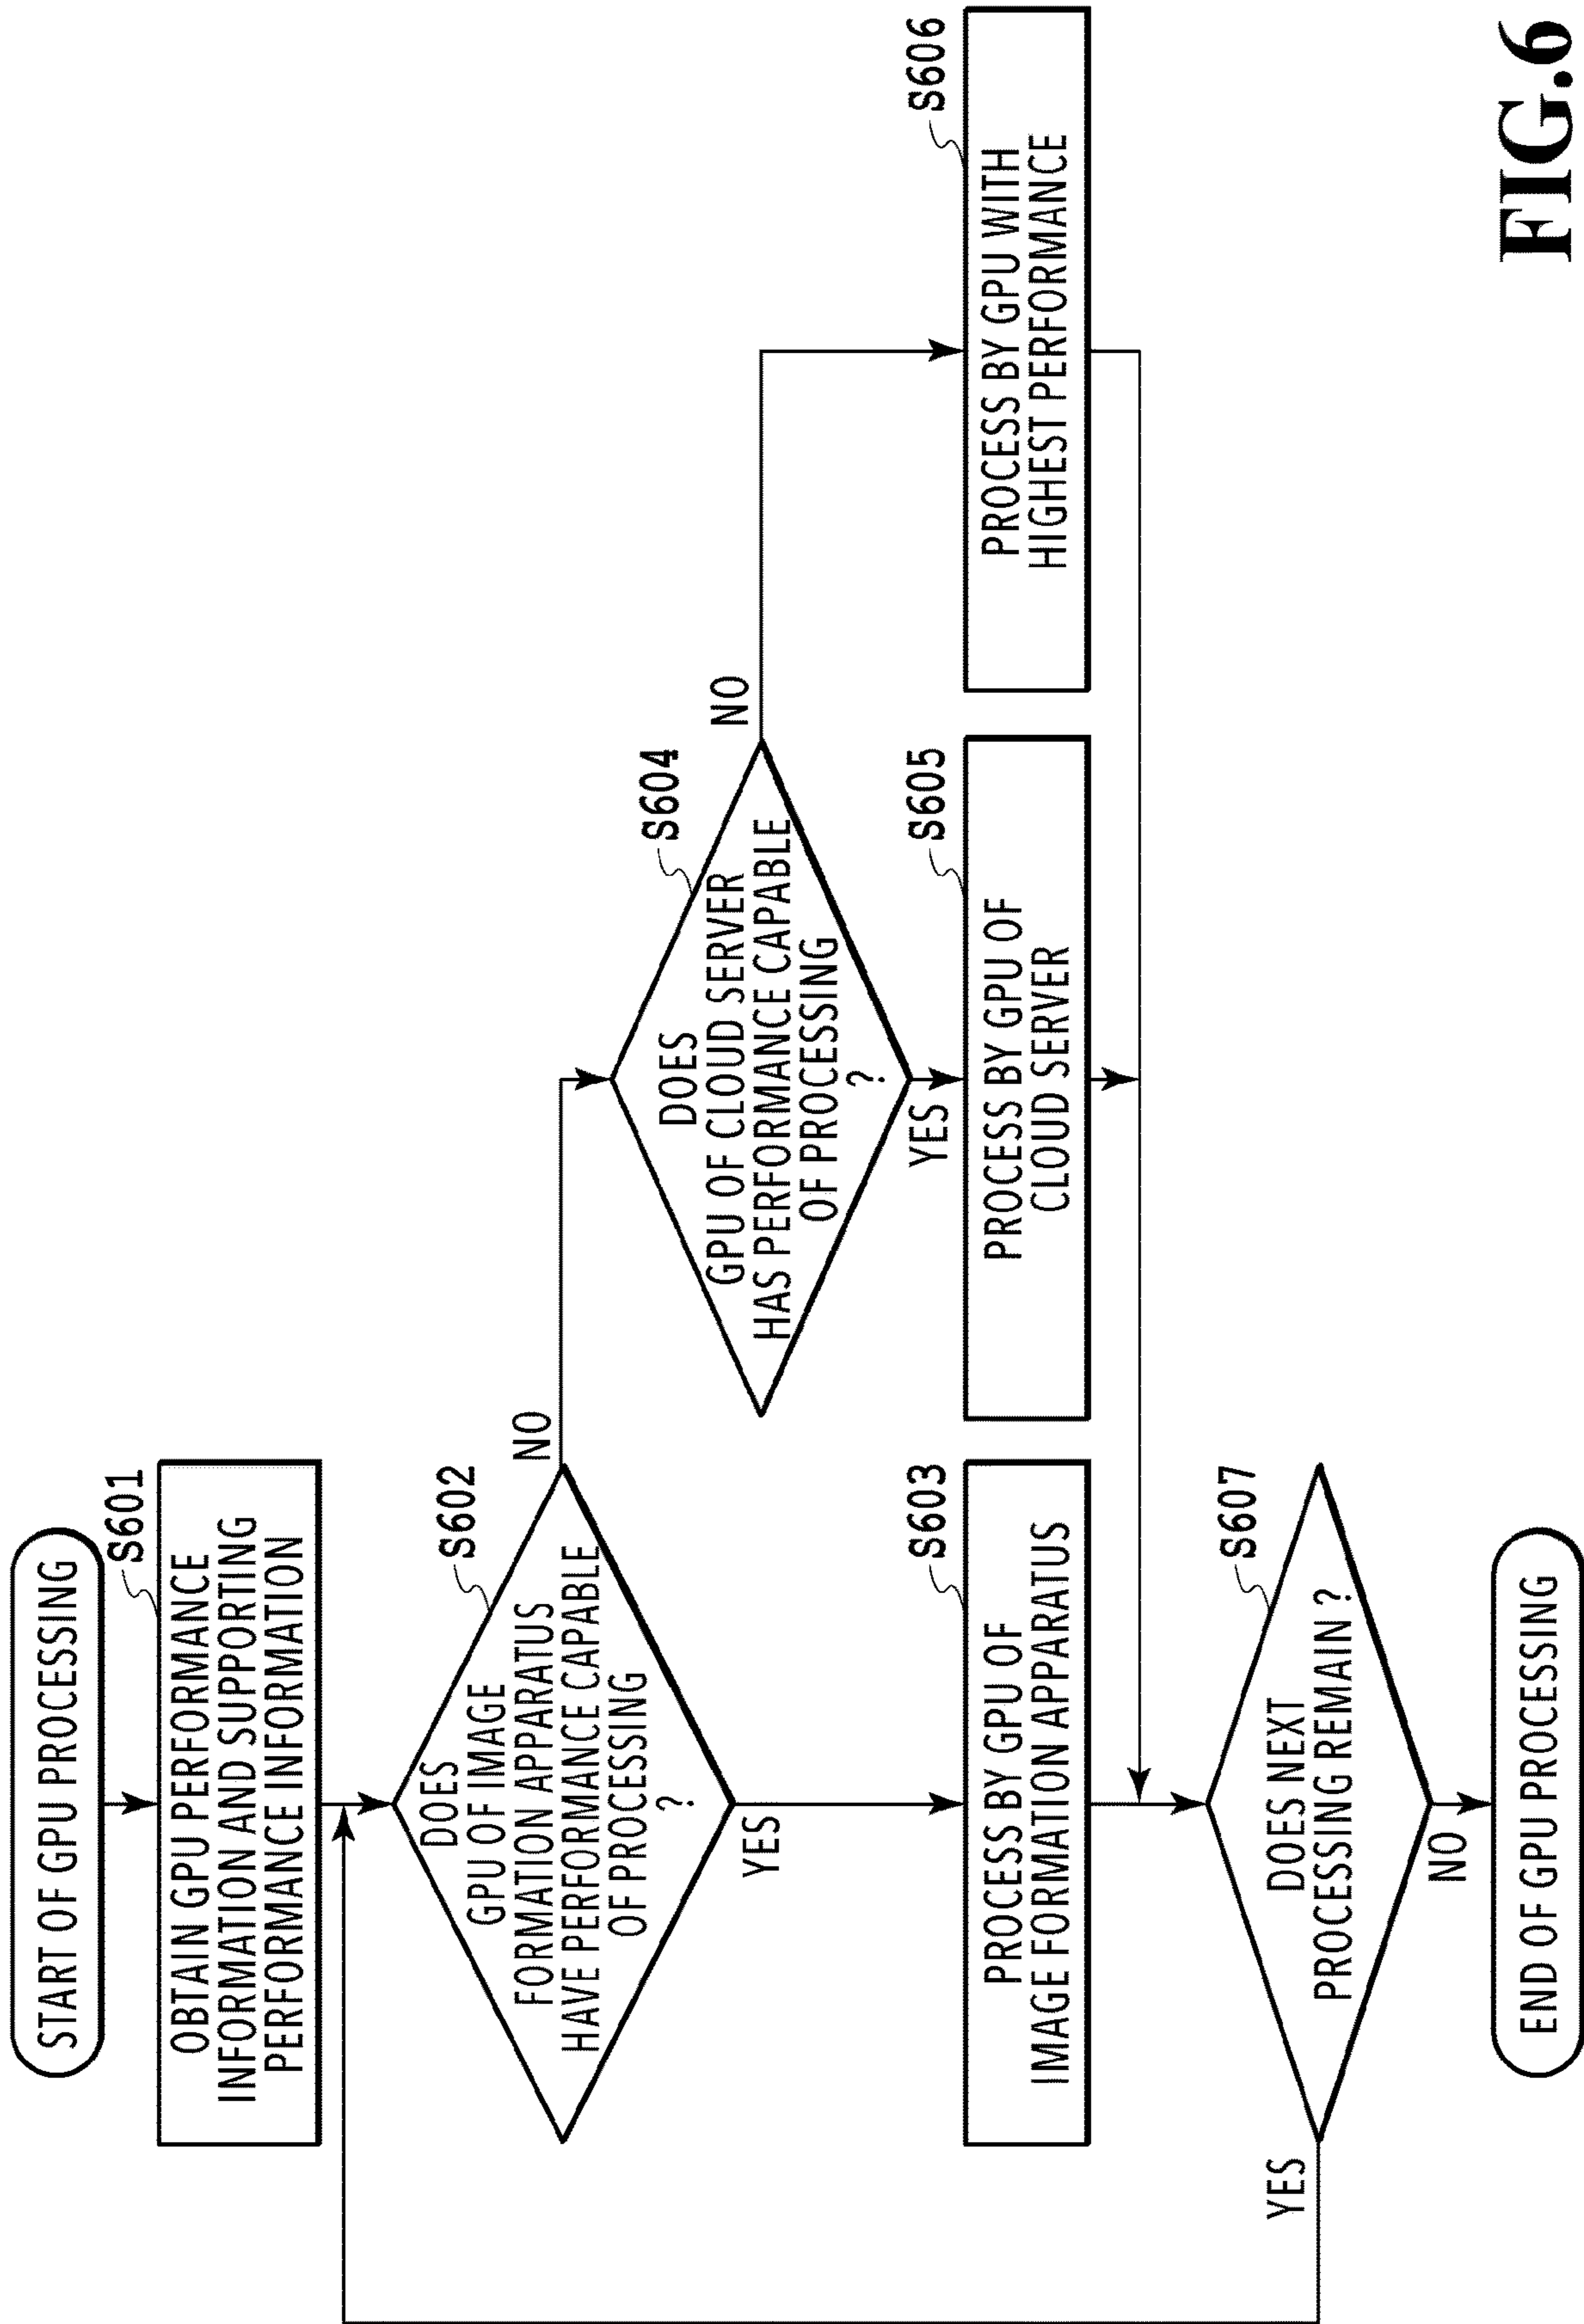 START OF GPU PROCESSING
S601
OBTAIN GPU PERFORMANCE
INFORMATION AND SUPPORTING
PERFORMANCE INFORMATION
S602
DOES
GPU OF IMAGE
FORMATION APPARATUS
HAVE PERFORMANCE CAPABLE
OF PROCESSING
?
NO
YES
S604
DOES
GPU OF CLOUD SERVER
HAS PERFORMANCE CAPABLE
OF PROCESSING
?
NO
YES
S603
PROCESS BY GPU OF
IMAGE FORMATION APPARATUS
S605
PROCESS BY GPU OF
CLOUD SERVER
S606
PROCESS BY GPU WITH
HIGHEST PERFORMANCE
S607
DOES NEXT
PROCESSING REMAIN ?
YES
NO
END OF GPU PROCESSING
FIG.6